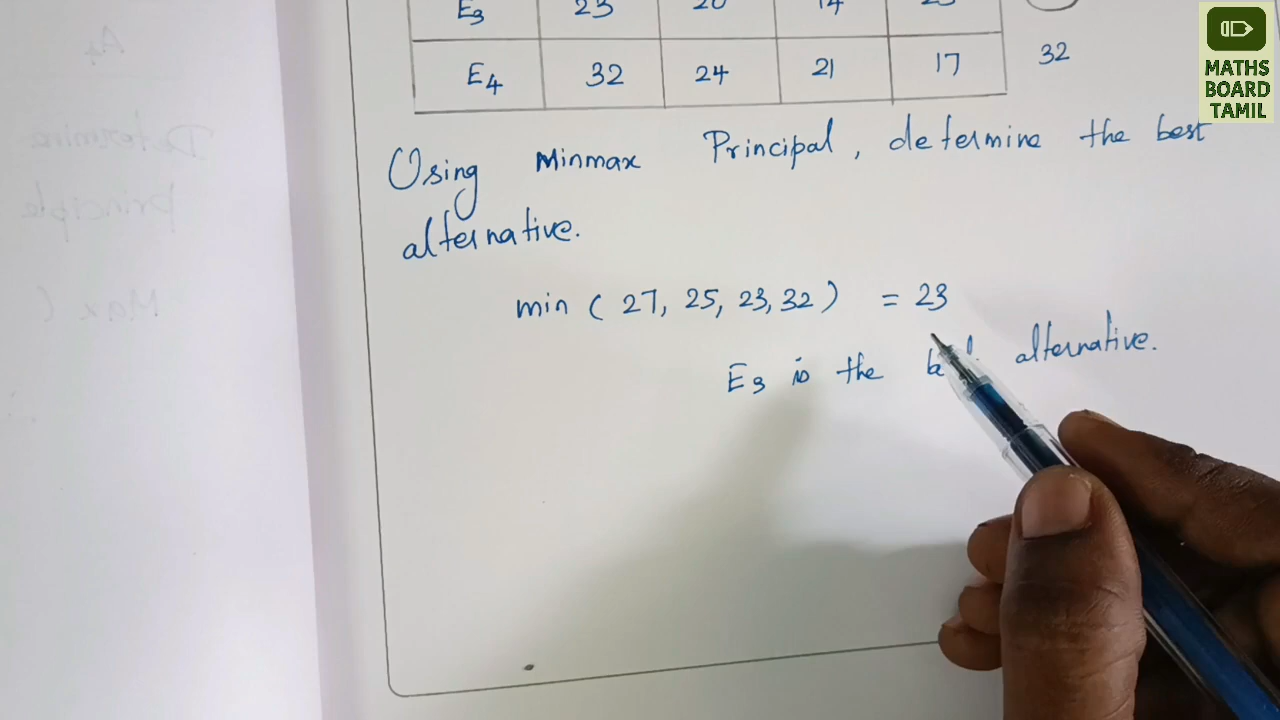 E3 23 20 14
E4 32 24 21 17 32
Using Minmax Principal, determine the best
alternative.
min ( 27, 25, 23, 32 ) = 23
E3 is the alternative.
MATHS
BOARD
TAMIL